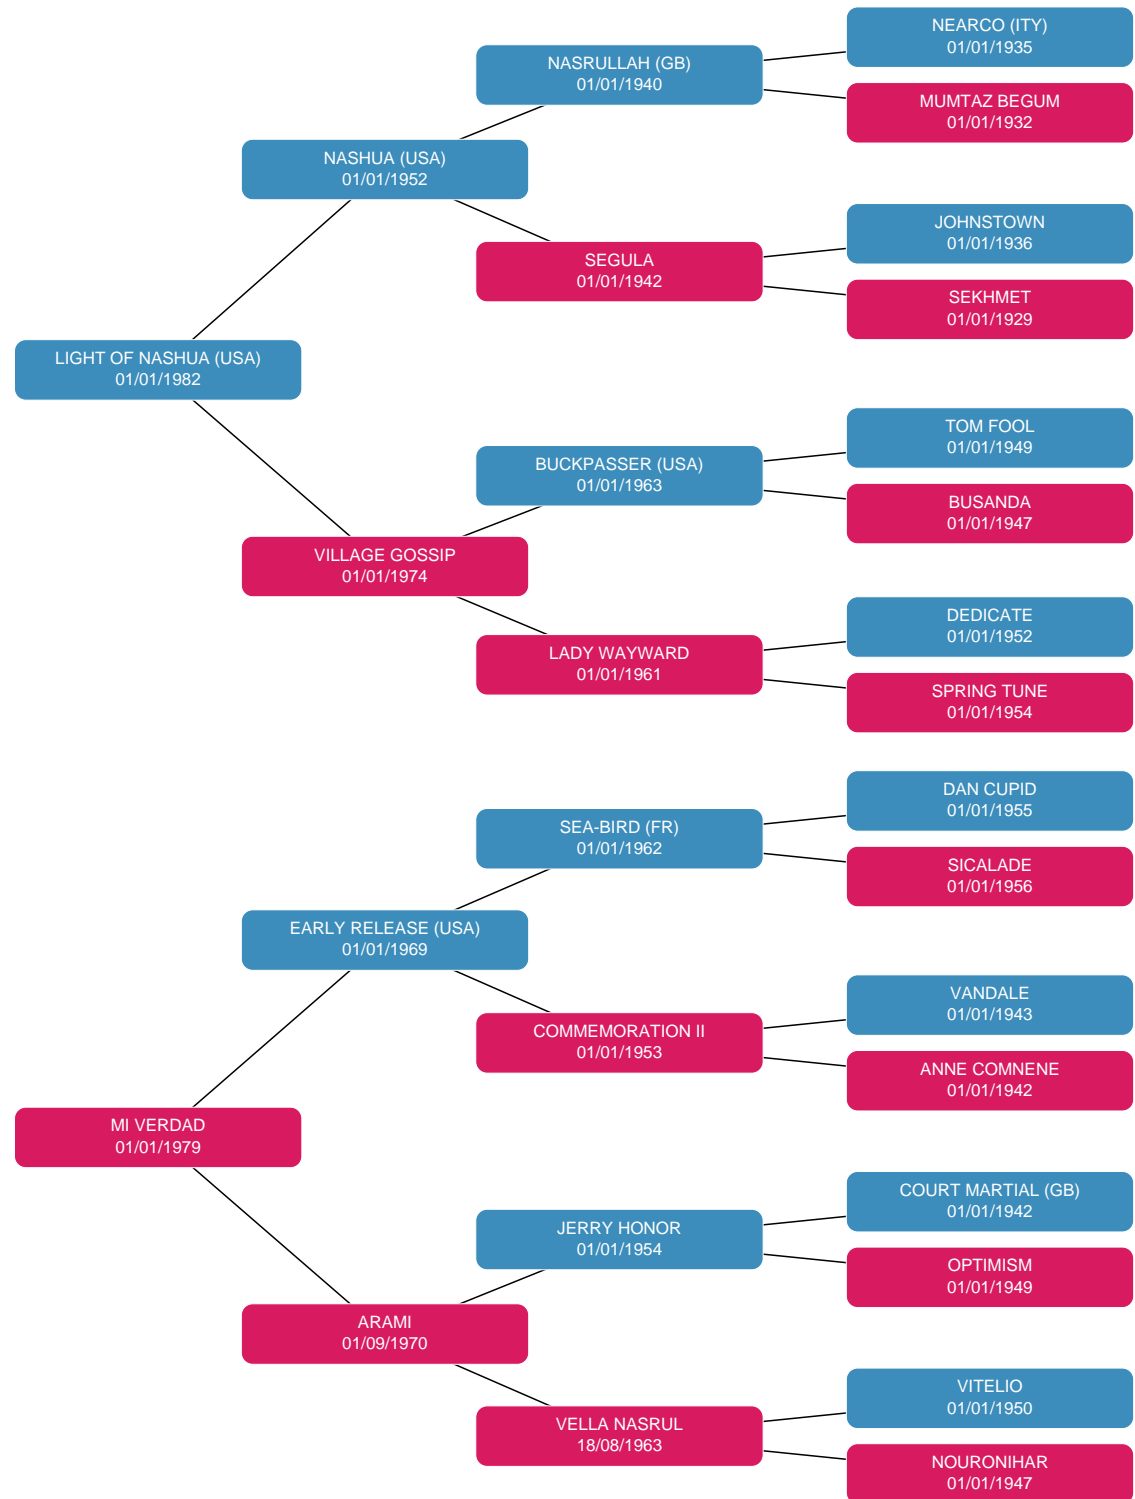 NEARCO (ITY)
01/01/1935
NASRULLAH (GB)
01/01/1940
MUMTAZ BEGUM
01/01/1932
NASHUA (USA)
01/01/1952
JOHNSTOWN
01/01/1936
SEGULA
01/01/1942
SEKHMET
01/01/1929
LIGHT OF NASHUA (USA)
01/01/1982
TOM FOOL
01/01/1949
BUCKPASSER (USA)
01/01/1963
BUSANDA
01/01/1947
VILLAGE GOSSIP
01/01/1974
DEDICATE
01/01/1952
LADY WAYWARD
01/01/1961
SPRING TUNE
01/01/1954
DAN CUPID
01/01/1955
SEA-BIRD (FR)
01/01/1962
SICALADE
01/01/1956
EARLY RELEASE (USA)
01/01/1969
VANDALE
01/01/1943
COMMEMORATION II
01/01/1953
ANNE COMNENE
01/01/1942
MI VERDAD
01/01/1979
COURT MARTIAL (GB)
01/01/1942
JERRY HONOR
01/01/1954
OPTIMISM
01/01/1949
ARAMI
01/09/1970
VITELIO
01/01/1950
VELLA NASRUL
18/08/1963
NOURONIHAR
01/01/1947